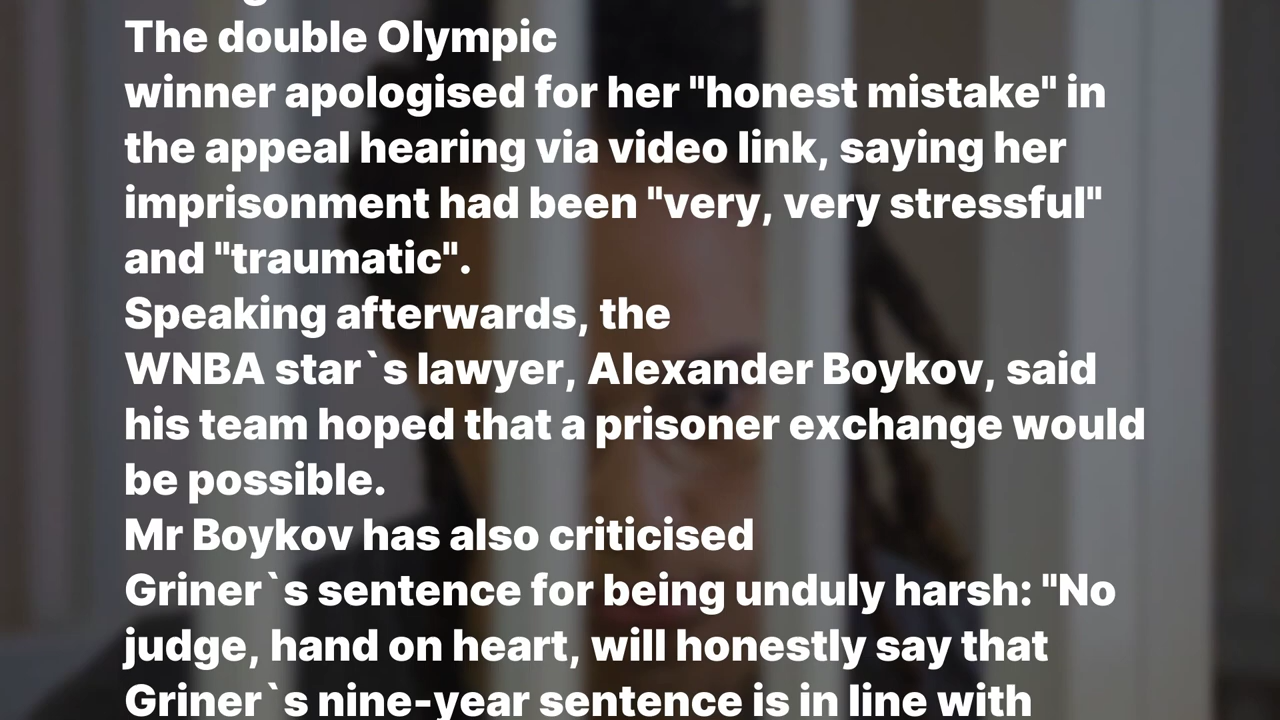 The double Olympic
winner apologised for her "honest mistake" in
the appeal hearing via video link, saying her
imprisonment had been "very, very stressful"
and "traumatic".
Speaking afterwards, the
WNBA star`s lawyer, Alexander Boykov, said
his team hoped that a prisoner exchange would
be possible.
Mr Boykov has also criticised
Griner`s sentence for being unduly harsh: "No
judge, hand on heart, will honestly say that
Griner`s nine-year sentence is in line with